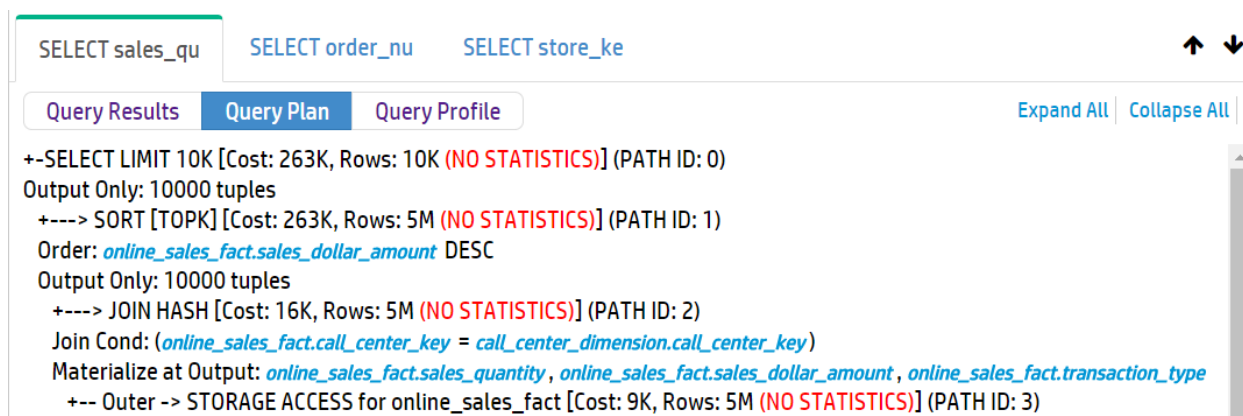 SELECT sales_qu SELECT order_nu SELECT store_ke
Query Results Query Plan Query Profile Expand All Collapse All
+-SELECT LIMIT 10K [Cost: 263K, Rows: 10K (NO STATISTICS)] (PATH ID: 0)
Output Only: 10000 tuples
+---> SORT [TOPK] [Cost: 263K, Rows: 5M (NO STATISTICS)] (PATH ID: 1)
Order: online_sales_fact.sales_dollar_amount DESC
Output Only: 10000 tuples
+---> JOIN HASH [Cost: 16K, Rows: 5M (NO STATISTICS)] (PATH ID: 2)
Join Cond: (online_sales_fact.call_center_key = call_center_dimension.call_center_key)
Materialize at Output: online_sales_fact.sales_quantity, online_sales_fact.sales_dollar_amount, online_sales_fact.transaction_type
+-- Outer -> STORAGE ACCESS for online_sales_fact [Cost: 9K, Rows: 5M (NO STATISTICS)] (PATH ID: 3)